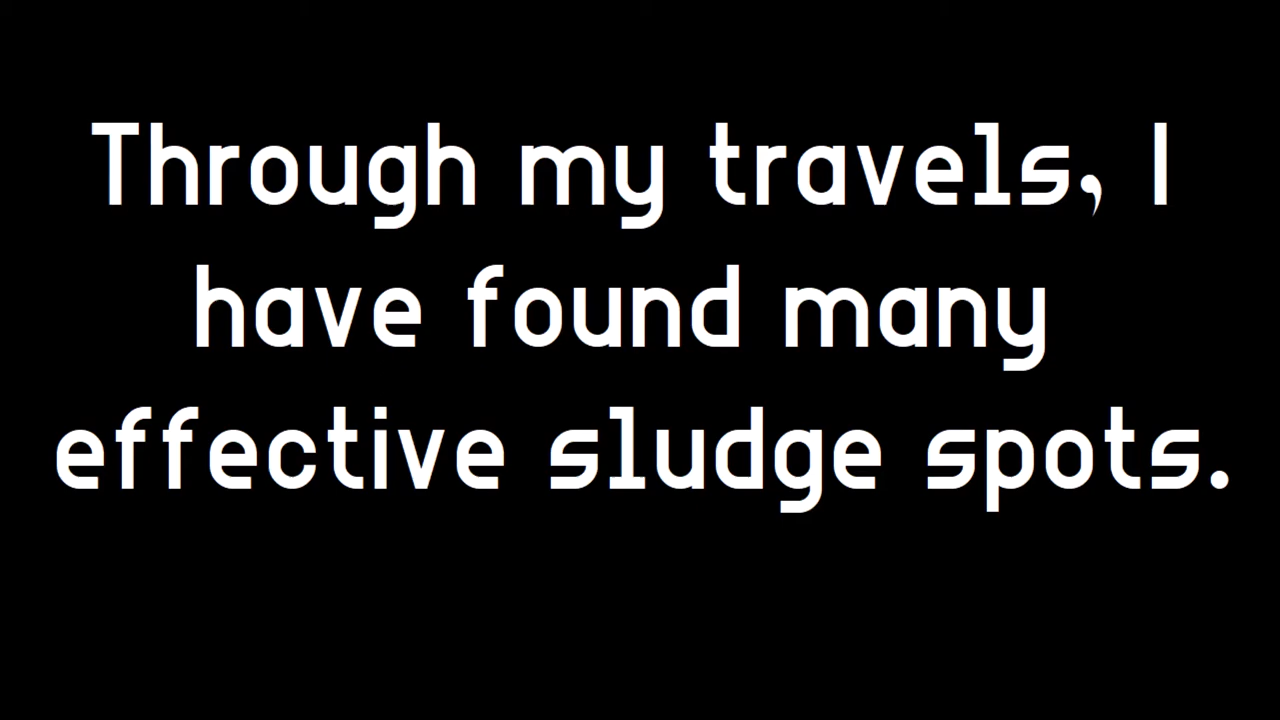 Through my travels, I
have found many
effective sludge spots.